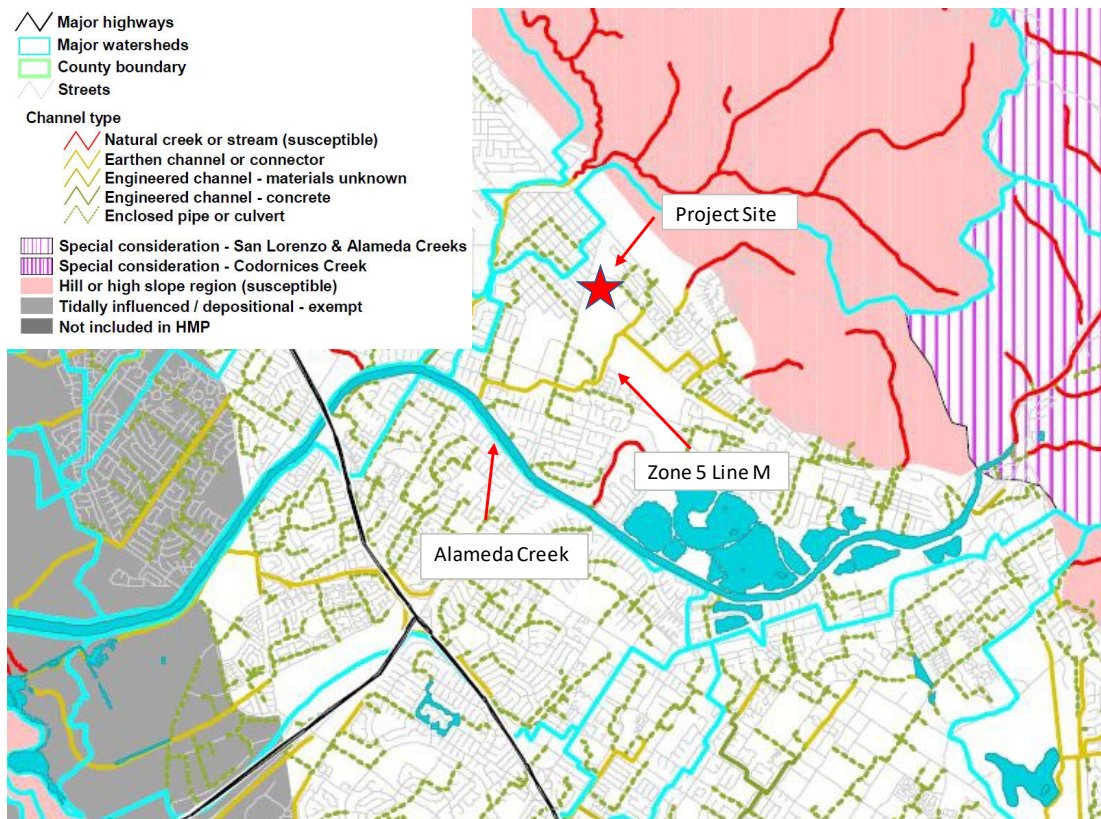 Major highways
Major watersheds
County boundary
Streets
Channel type
Natural creek or stream (susceptible)
Earthen channel or connector
Engineered channel - materials unknown
Engineered channel - concrete
Enclosed pipe or culvert
Special consideration - San Lorenzo & Alameda Creeks
Special consideration - Codornices Creek
Hill or high slope region (susceptible)
Tidally influenced / depositional - exempt
Not included in HMP
Project Site
Zone 5 Line M
Alameda Creek